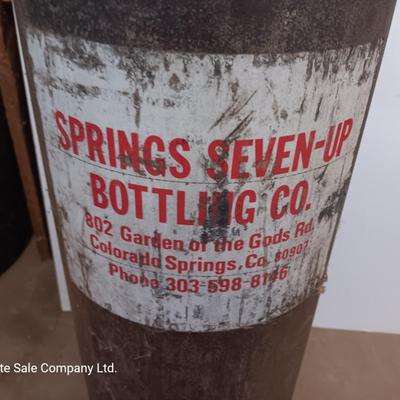 SPRINGS SEVEN-UP
BOTTLING CO.
802 Garden of the Gods Rd.
Colorado Springs, Co. 80907
Phone 303-598-8146
te Sale Company Ltd.